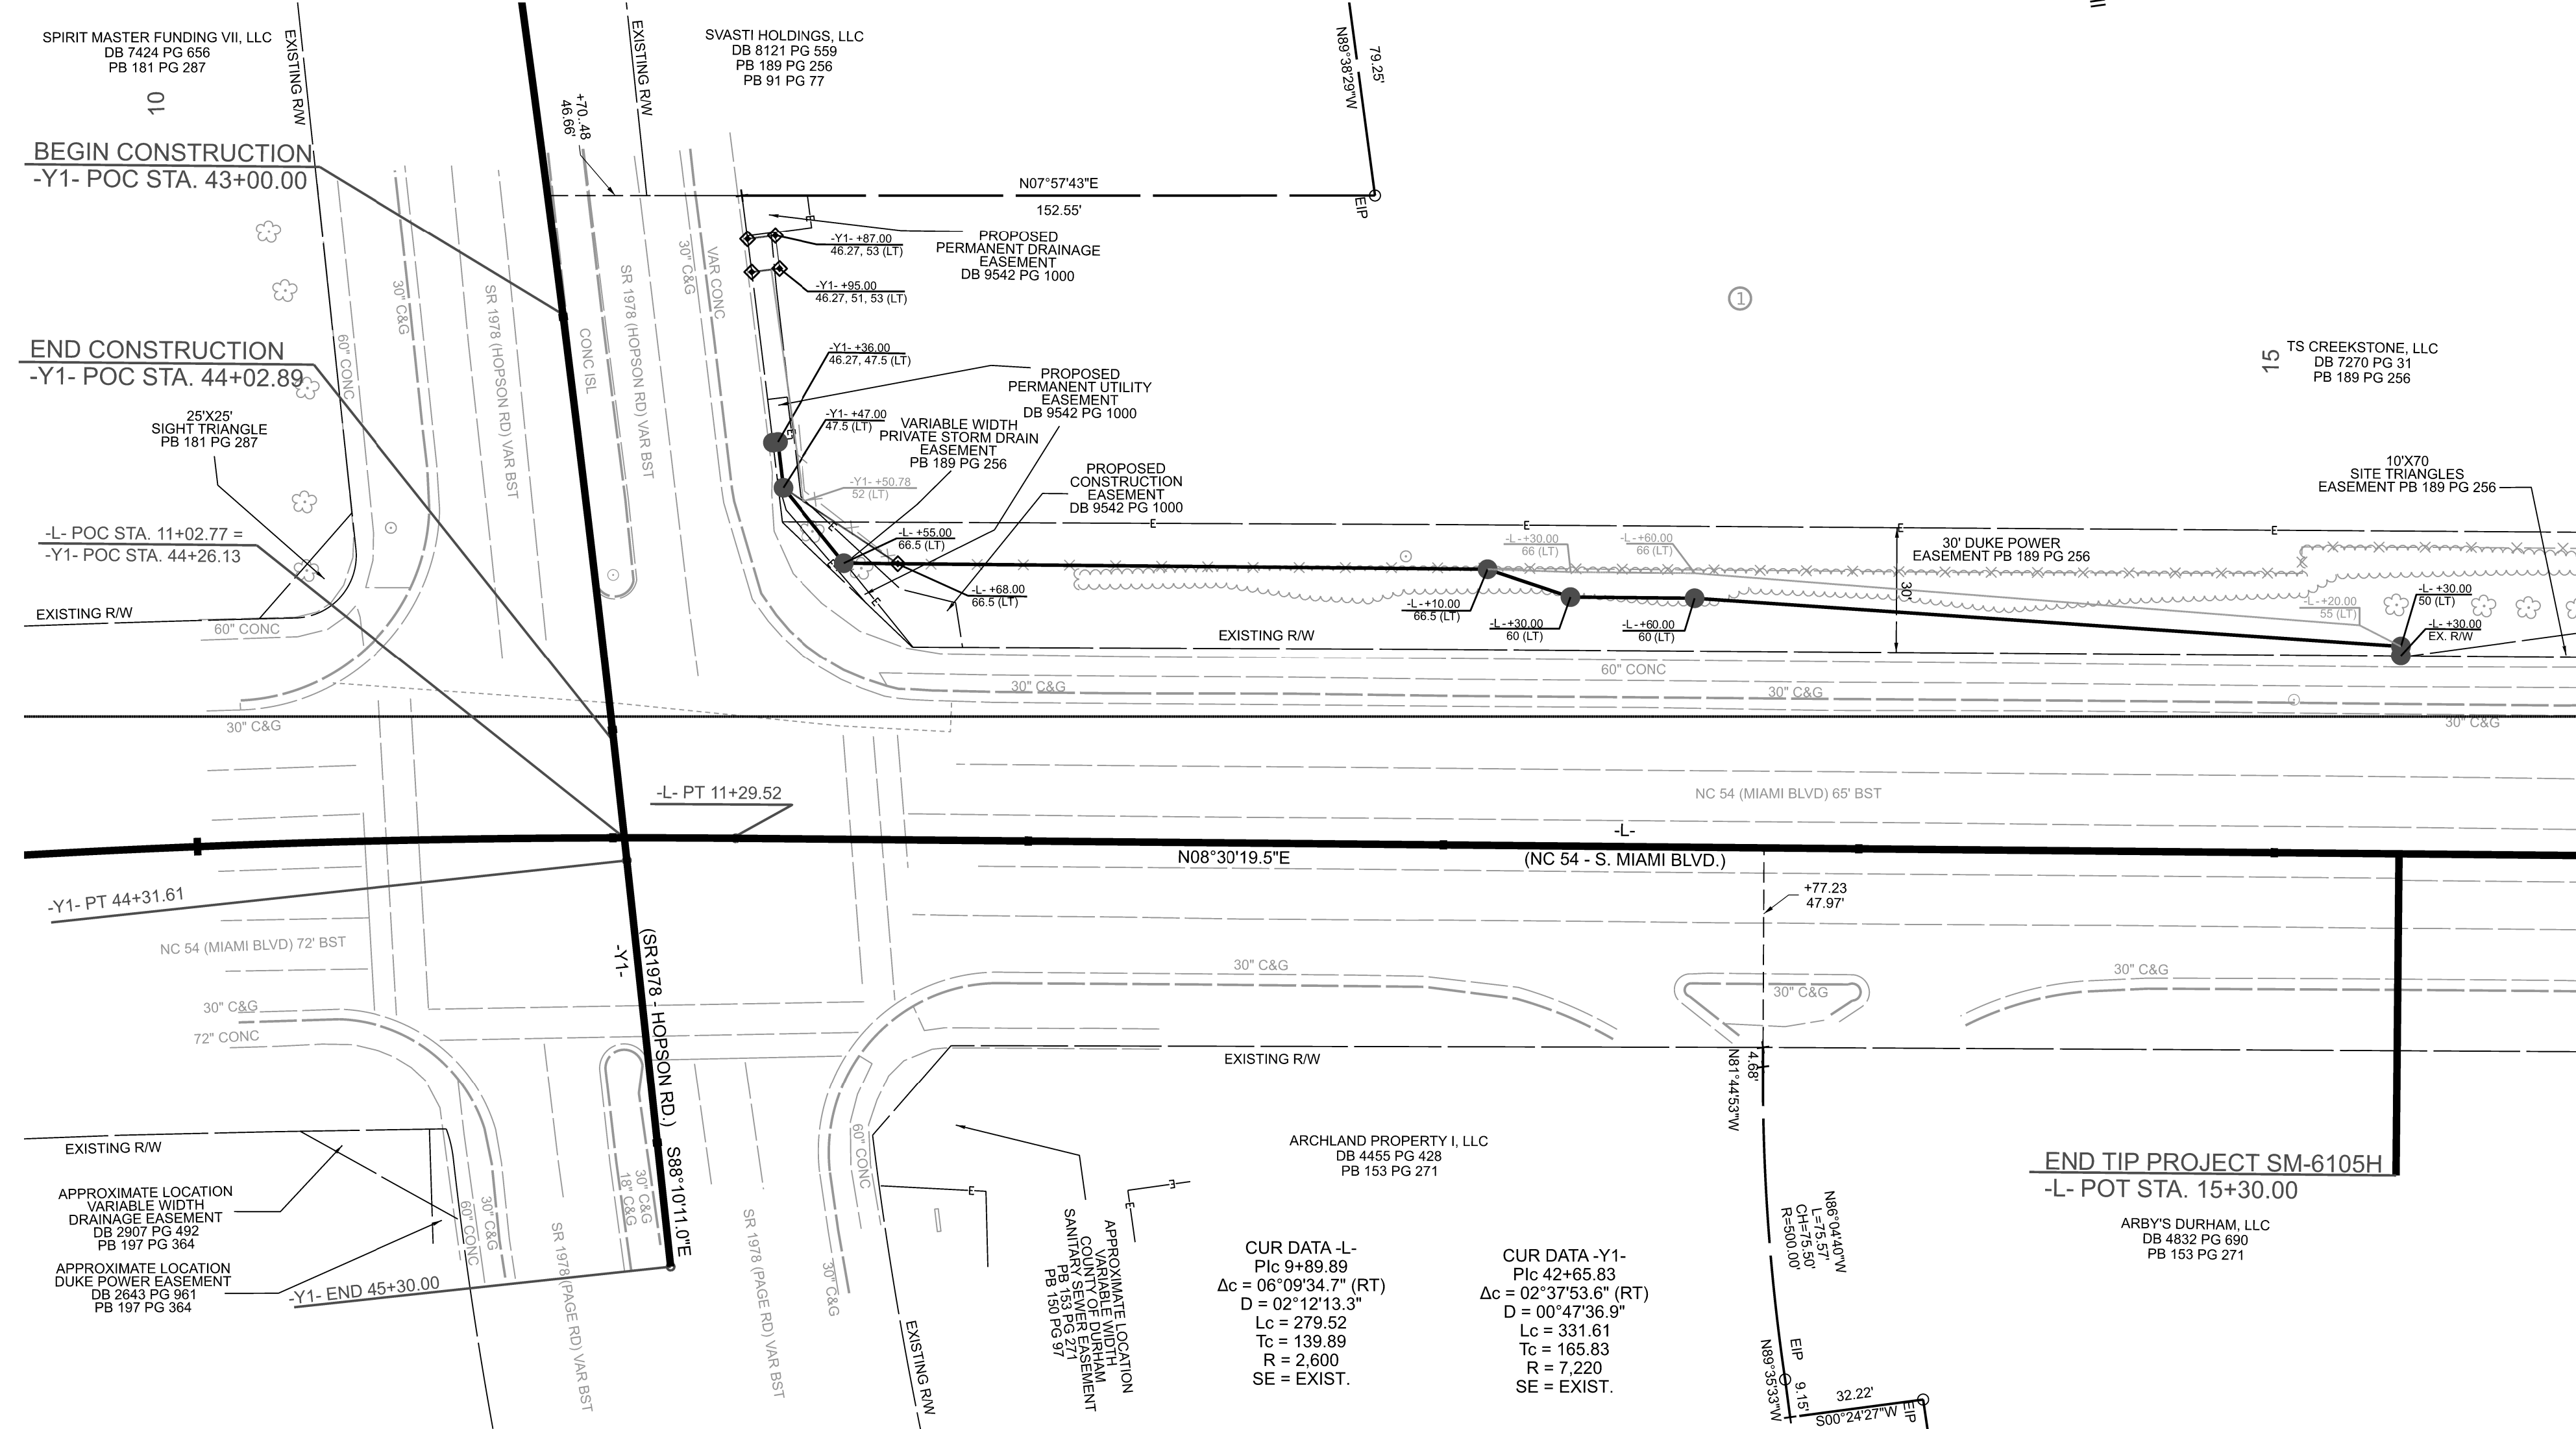 SPIRIT MASTER FUNDING VII, LLC
DB 7424 PG 656
PB 181 PG 287
10
EXISTING R/W
EXISTING R/W
SVASTI HOLDINGS, LLC
DB 8121 PG 559
PB 189 PG 256
PB 91 PG 77
+70.48
46.66'
N89°38'29"W
79.25'
EIP
BEGIN CONSTRUCTION
-Y1- POC STA. 43+00.00
N07°57'43"E
152.55'
E
-Y1- +87.00
46.27, 53 (LT)
PROPOSED
PERMANENT DRAINAGE
EASEMENT
DB 9542 PG 1000
-Y1- +95.00
46.27, 51, 53 (LT)
30" C&G
SR 1978 (HOPSON RD) VAR BST
CONC ISL
SR 1978 (HOPSON RD) VAR BST
30" C&G
VAR CONC
60" CONC
1
END CONSTRUCTION
-Y1- POC STA. 44+02.89
-Y1- +36.00
46.27, 47.5 (LT)
PROPOSED
PERMANENT UTILITY
EASEMENT
DB 9542 PG 1000
15
TS CREEKSTONE, LLC
DB 7270 PG 31
PB 189 PG 256
25'X25'
SIGHT TRIANGLE
PB 181 PG 287
-Y1- +47.00
47.5 (LT)
E
VARIABLE WIDTH
PRIVATE STORM DRAIN
EASEMENT
PB 189 PG 256
PROPOSED
CONSTRUCTION
EASEMENT
DB 9542 PG 1000
10'X70
SITE TRIANGLES
EASEMENT PB 189 PG 256
-Y1- +50.78
52 (LT)
-L- POC STA. 11+02.77 =
-Y1- POC STA. 44+26.13
E
E
E
E
E
-L- +55.00
66.5 (LT)
-L- +30.00
66 (LT)
-L- +60.00
66 (LT)
30' DUKE POWER
EASEMENT PB 189 PG 256
30'
E
E
-L- +68.00
66.5 (LT)
-L- +10.00
66.5 (LT)
-L- +30.00
60 (LT)
-L- +60.00
60 (LT)
-L- +20.00
55 (LT)
-L- +30.00
50 (LT)
-L- +30.00
EX. R/W
EXISTING R/W
60" CONC
EXISTING R/W
60" CONC
30" C&G
30" C&G
30" C&G
30" C&G
-L- PT 11+29.52
NC 54 (MIAMI BLVD) 65' BST
-L-
N08°30'19.5"E
(NC 54 - S. MIAMI BLVD.)
-Y1- PT 44+31.61
+77.23
47.97'
NC 54 (MIAMI BLVD) 72' BST
-Y1-
(SR1978 - HOPSON RD.)
S88°10'11.0"E
30" C&G
30" C&G
30" C&G
30" C&G
72" CONC
EXISTING R/W
N81°44'53"W
4.68'
EXISTING R/W
60" CONC
ARCHLAND PROPERTY I, LLC
DB 4455 PG 428
PB 153 PG 271
END TIP PROJECT SM-6105H
-L- POT STA. 15+30.00
APPROXIMATE LOCATION
VARIABLE WIDTH
DRAINAGE EASEMENT
DB 2907 PG 492
PB 197 PG 364
60" CONC
30" C&G
18" C&G
30" C&G
E
E
E
APPROXIMATE LOCATION
VARIABLE WIDTH
COUNTY OF DURHAM
SANITARY SEWER EASEMENT
PB 153 PG 271
PB 150 PG 97
N86°04'40"W
L=75.57'
CH=75.50'
R=500.00'
ARBY'S DURHAM, LLC
DB 4832 PG 690
PB 153 PG 271
APPROXIMATE LOCATION
DUKE POWER EASEMENT
DB 2643 PG 961
PB 197 PG 364
-Y1- END 45+30.00
SR 1978 (PAGE RD) VAR BST
SR 1978 (PAGE RD) VAR BST
30" C&G
EXISTING R/W
CUR DATA -L-
PIc 9+89.89
Δc = 06°09'34.7" (RT)
D = 02°12'13.3"
Lc = 279.52
Tc = 139.89
R = 2,600
SE = EXIST.
CUR DATA -Y1-
PIc 42+65.83
Δc = 02°37'53.6" (RT)
D = 00°47'36.9"
Lc = 331.61
Tc = 165.83
R = 7,220
SE = EXIST.
EIP
N89°35'33"W
9.15'
32.22'
S00°24'27"W
EIP